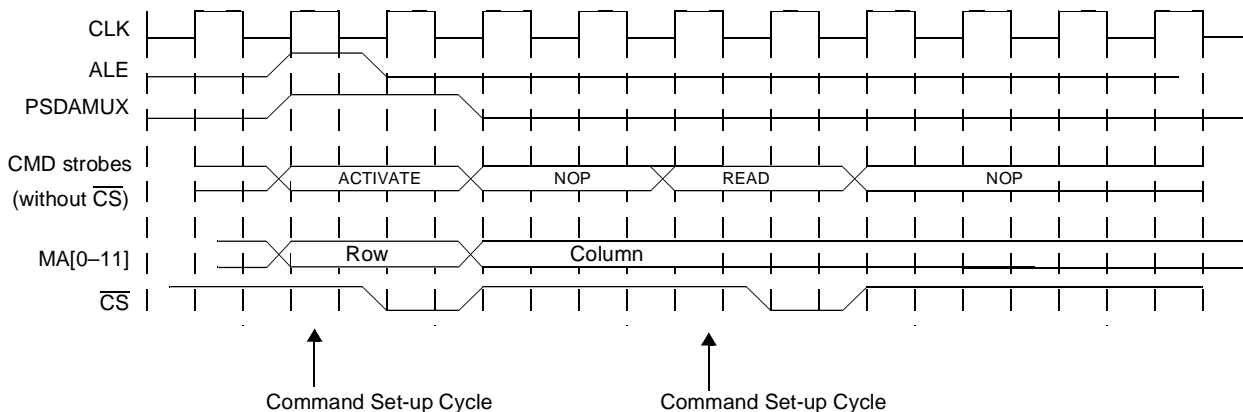 CLK
ALE
PSDAMUX
CMD strobes
(without CS)
ACTIVATE NOP READ NOP
MA[0–11]
Row Column
CS
Command Set-up Cycle Command Set-up Cycle